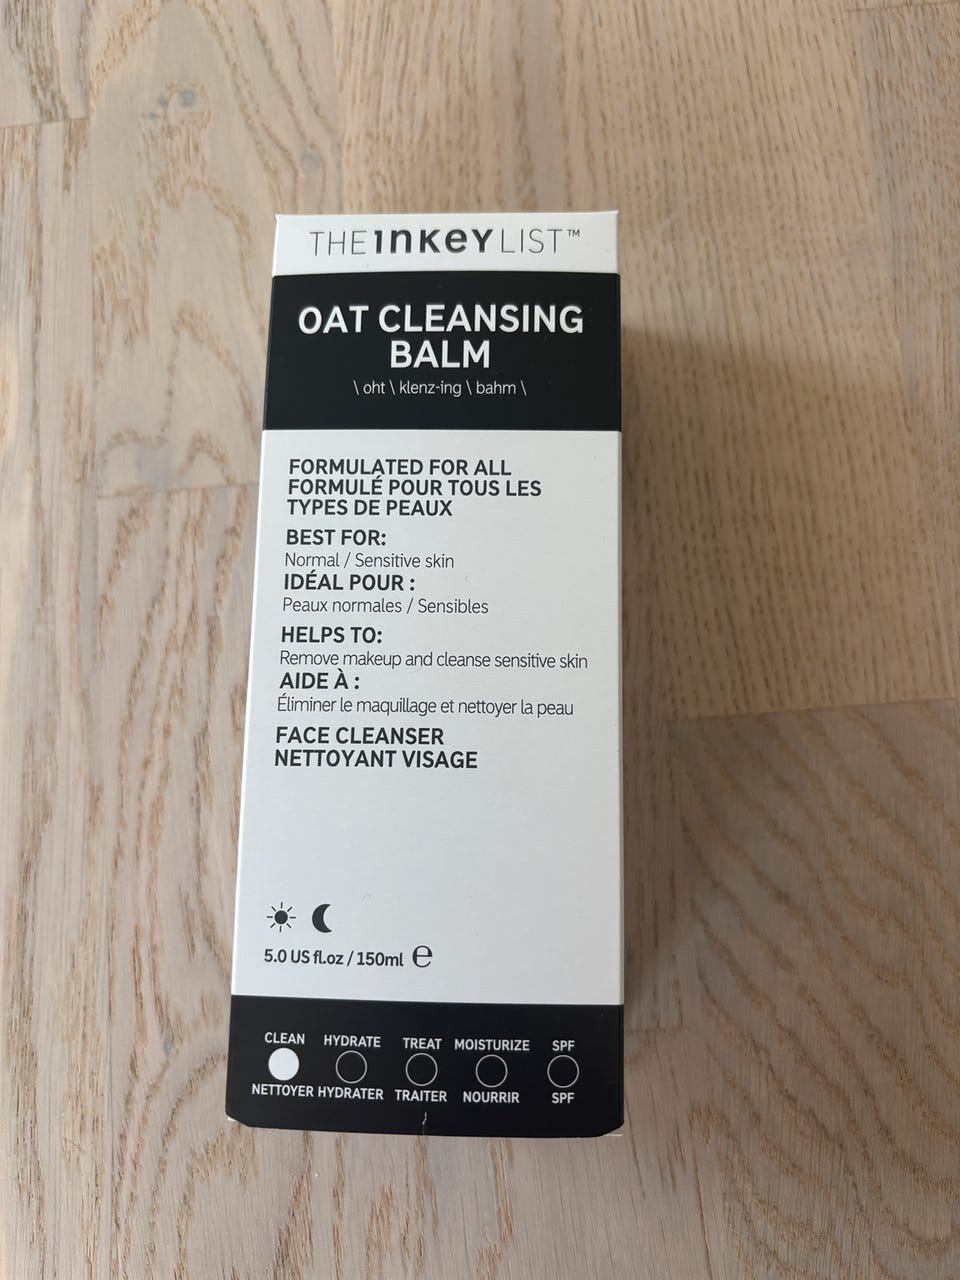 THE INKEY LIST™
OAT CLEANSING
BALM
\ oht \ klenz-ing \ bahm \
FORMULATED FOR ALL
FORMULÉ POUR TOUS LES
TYPES DE PEAUX
BEST FOR:
Normal / Sensitive skin
IDÉAL POUR :
Peaux normales / Sensibles
HELPS TO:
Remove makeup and cleanse sensitive skin
AIDE À :
Éliminer le maquillage et nettoyer la peau
FACE CLEANSER
NETTOYANT VISAGE
5.0 US fl.oz / 150ml ℮
CLEAN HYDRATE TREAT MOISTURIZE SPF
NETTOYER HYDRATER TRAITER NOURRIR SPF